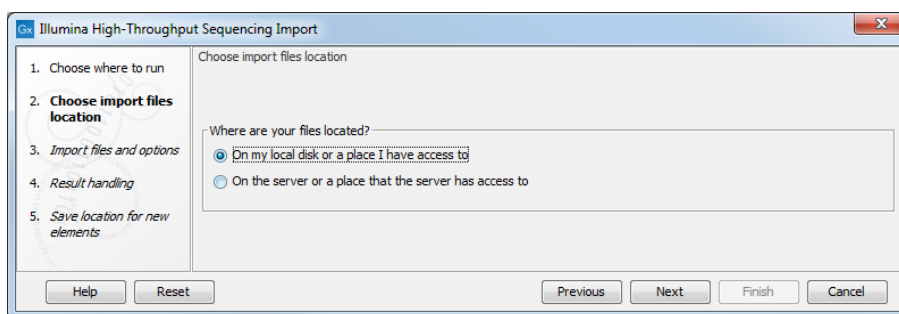 Gx Illumina High-Throughput Sequencing Import
1. Choose where to run
2. Choose import files
location
3. Import files and options
4. Result handling
5. Save location for new
elements
Choose import files location
Where are your files located?
On my local disk or a place I have access to
On the server or a place that the server has access to
Help Reset Previous Next Finish Cancel